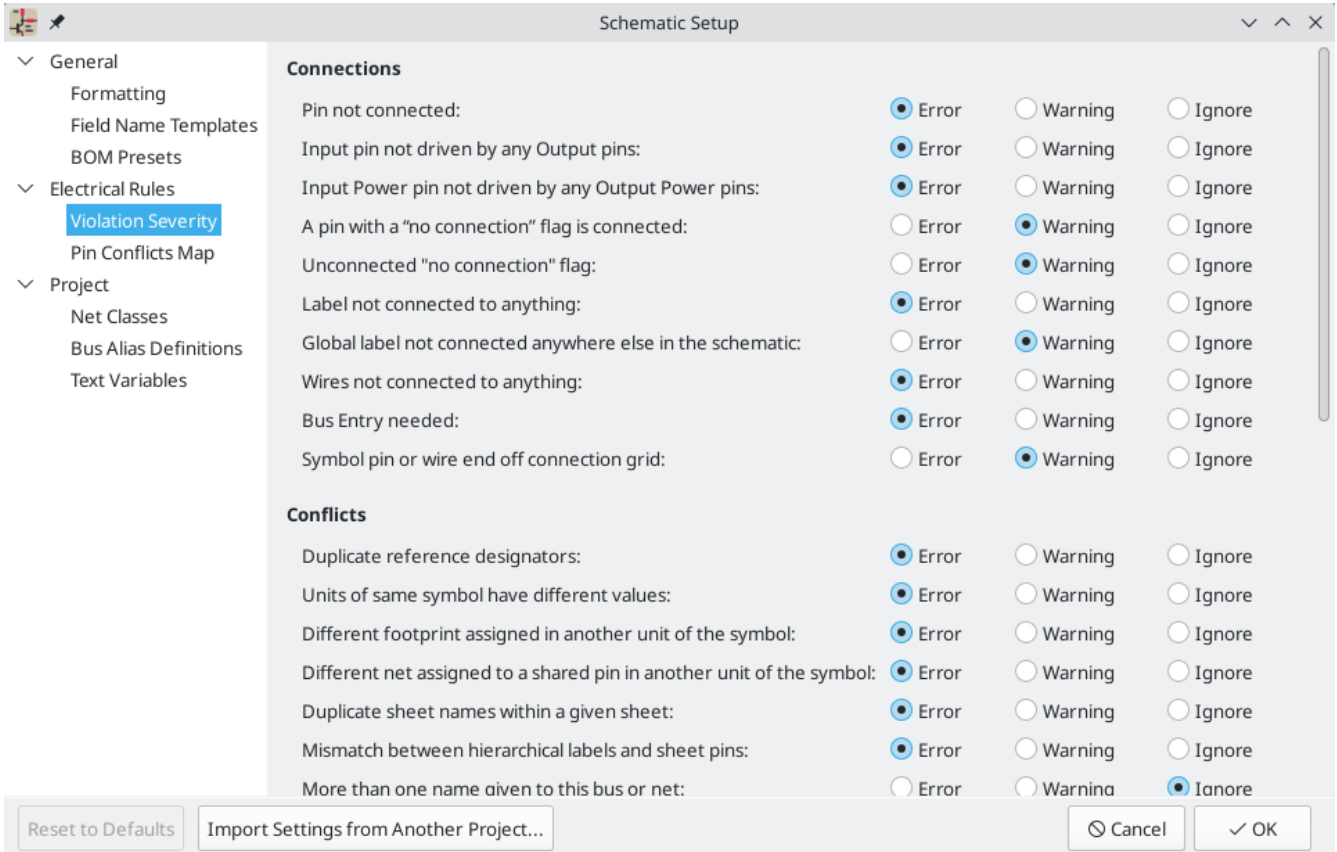 Schematic Setup
General
Formatting
Field Name Templates
BOM Presets
Electrical Rules
Violation Severity
Pin Conflicts Map
Project
Net Classes
Bus Alias Definitions
Text Variables
Connections
Pin not connected: Error Warning Ignore
Input pin not driven by any Output pins: Error Warning Ignore
Input Power pin not driven by any Output Power pins: Error Warning Ignore
A pin with a “no connection” flag is connected: Error Warning Ignore
Unconnected "no connection" flag: Error Warning Ignore
Label not connected to anything: Error Warning Ignore
Global label not connected anywhere else in the schematic: Error Warning Ignore
Wires not connected to anything: Error Warning Ignore
Bus Entry needed: Error Warning Ignore
Symbol pin or wire end off connection grid: Error Warning Ignore
Conflicts
Duplicate reference designators: Error Warning Ignore
Units of same symbol have different values: Error Warning Ignore
Different footprint assigned in another unit of the symbol: Error Warning Ignore
Different net assigned to a shared pin in another unit of the symbol: Error Warning Ignore
Duplicate sheet names within a given sheet: Error Warning Ignore
Mismatch between hierarchical labels and sheet pins: Error Warning Ignore
More than one name given to this bus or net: Error Warning Ignore
Reset to Defaults Import Settings from Another Project... Cancel OK